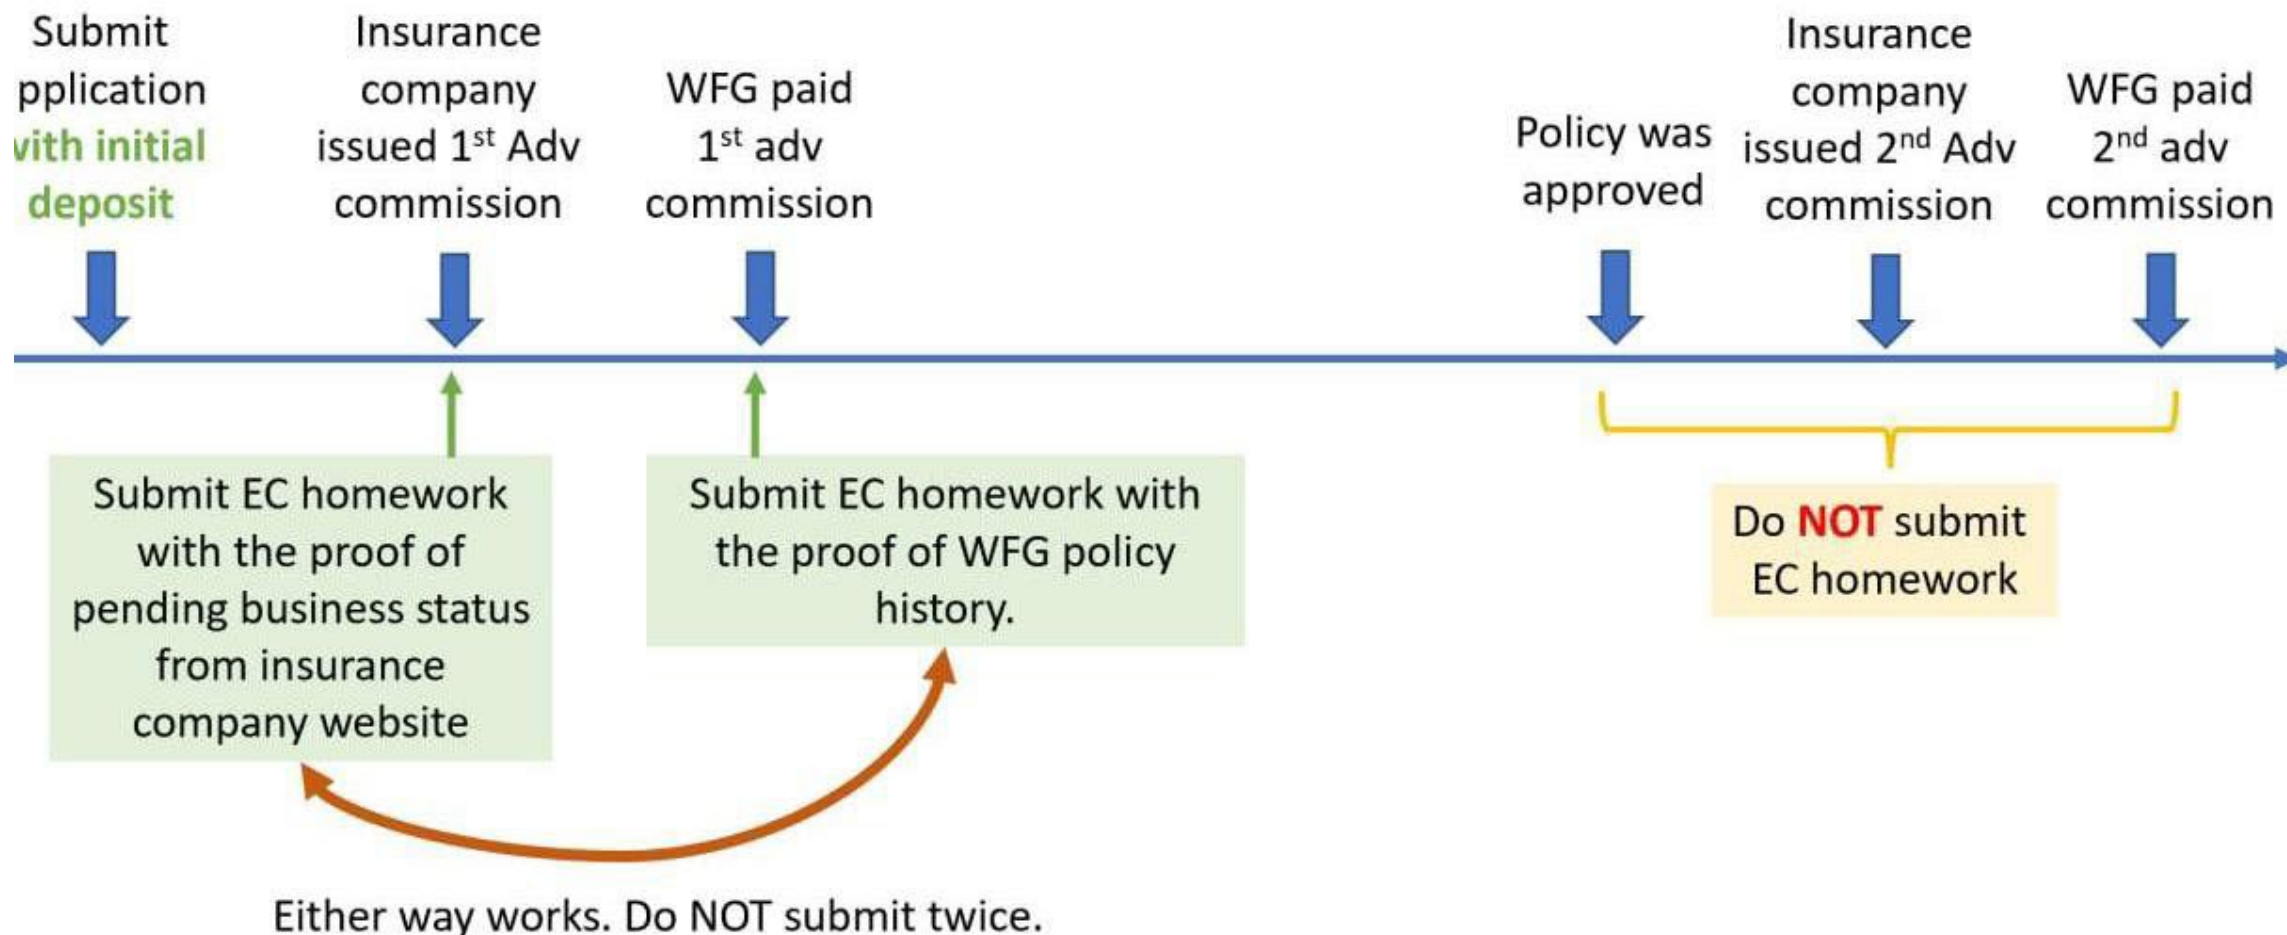 Submit
pplication
with initial
deposit
Insurance
company
issued 1st Adv
commission
WFG paid
1st adv
commission
Policy was
approved
Insurance
company
issued 2nd Adv
commission
WFG paid
2nd adv
commission
Submit EC homework
with the proof of
pending business status
from insurance
company website
Submit EC homework with
the proof of WFG policy
history.
Do NOT submit
EC homework
Either way works. Do NOT submit twice.